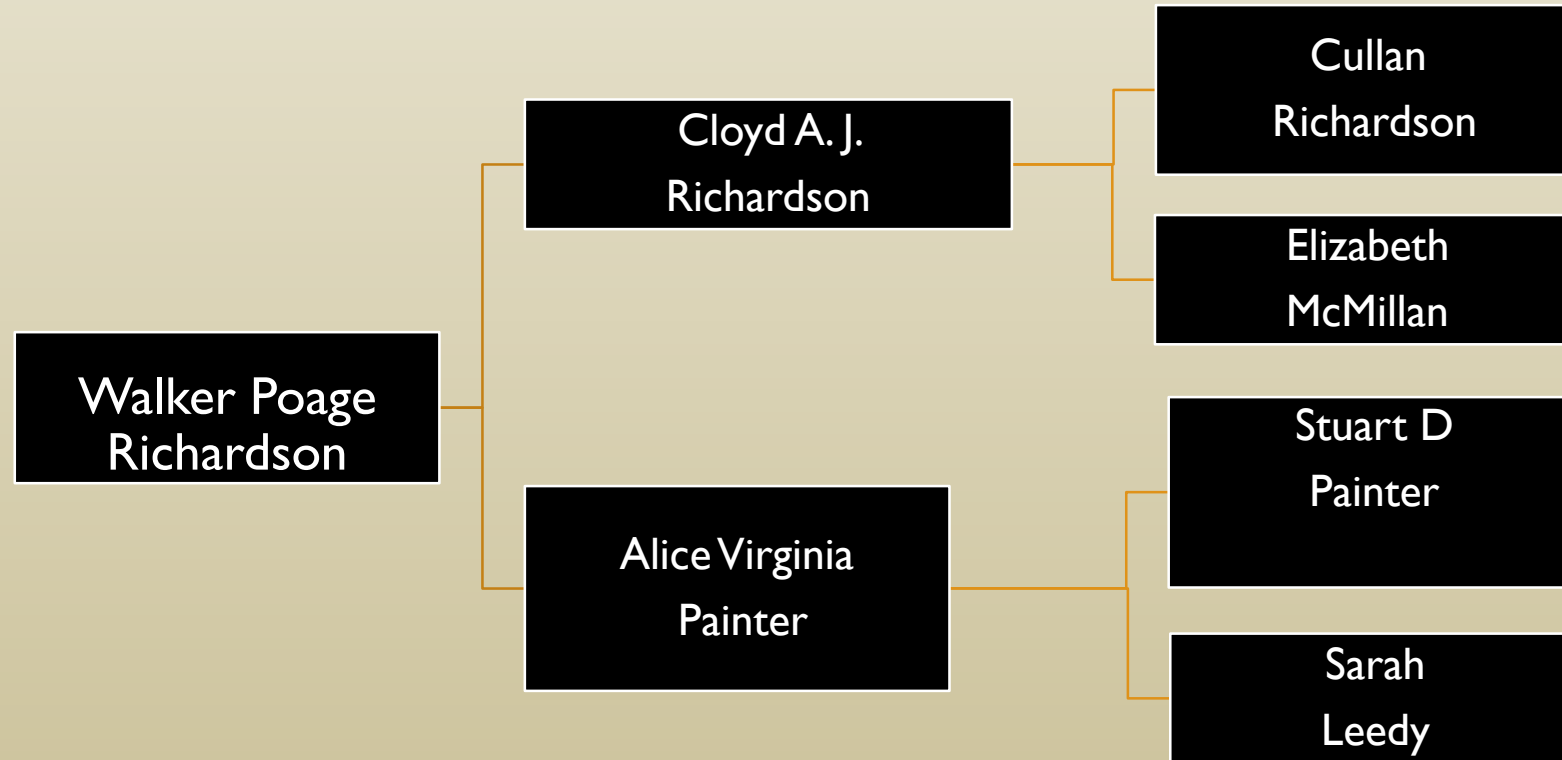 Cullan
Richardson
Cloyd A. J.
Richardson
Elizabeth
McMillan
Walker Poage
Richardson
Stuart D
Painter
Alice Virginia
Painter
Sarah
Leedy